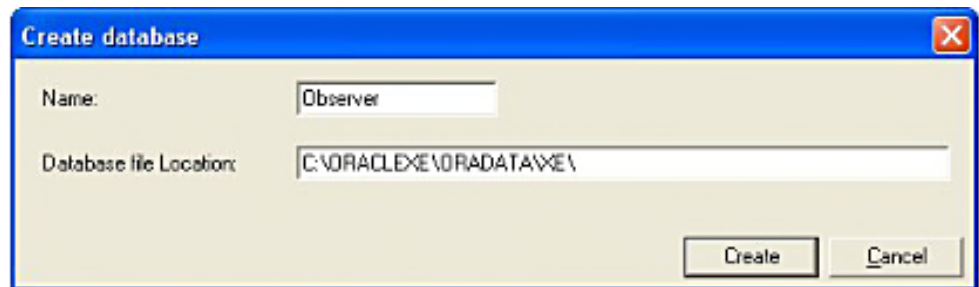 Create database
Name: Observer
Database file Location: C:\ORACLEXE\ORADATA\XE\
Create Cancel